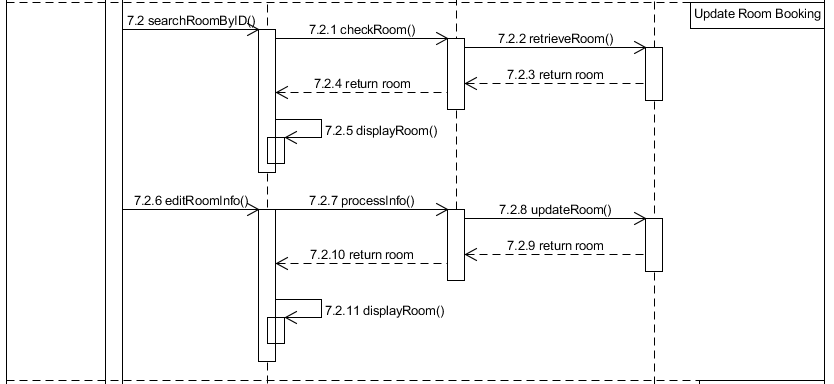 Update Room Booking
7.2 searchRoomByID()
7.2.1 checkRoom()
7.2.2 retrieveRoom()
7.2.3 return room
7.2.4 return room
7.2.5 displayRoom()
7.2.6 editRoomInfo()
7.2.7 processInfo()
7.2.8 updateRoom()
7.2.9 return room
7.2.10 return room
7.2.11 displayRoom()